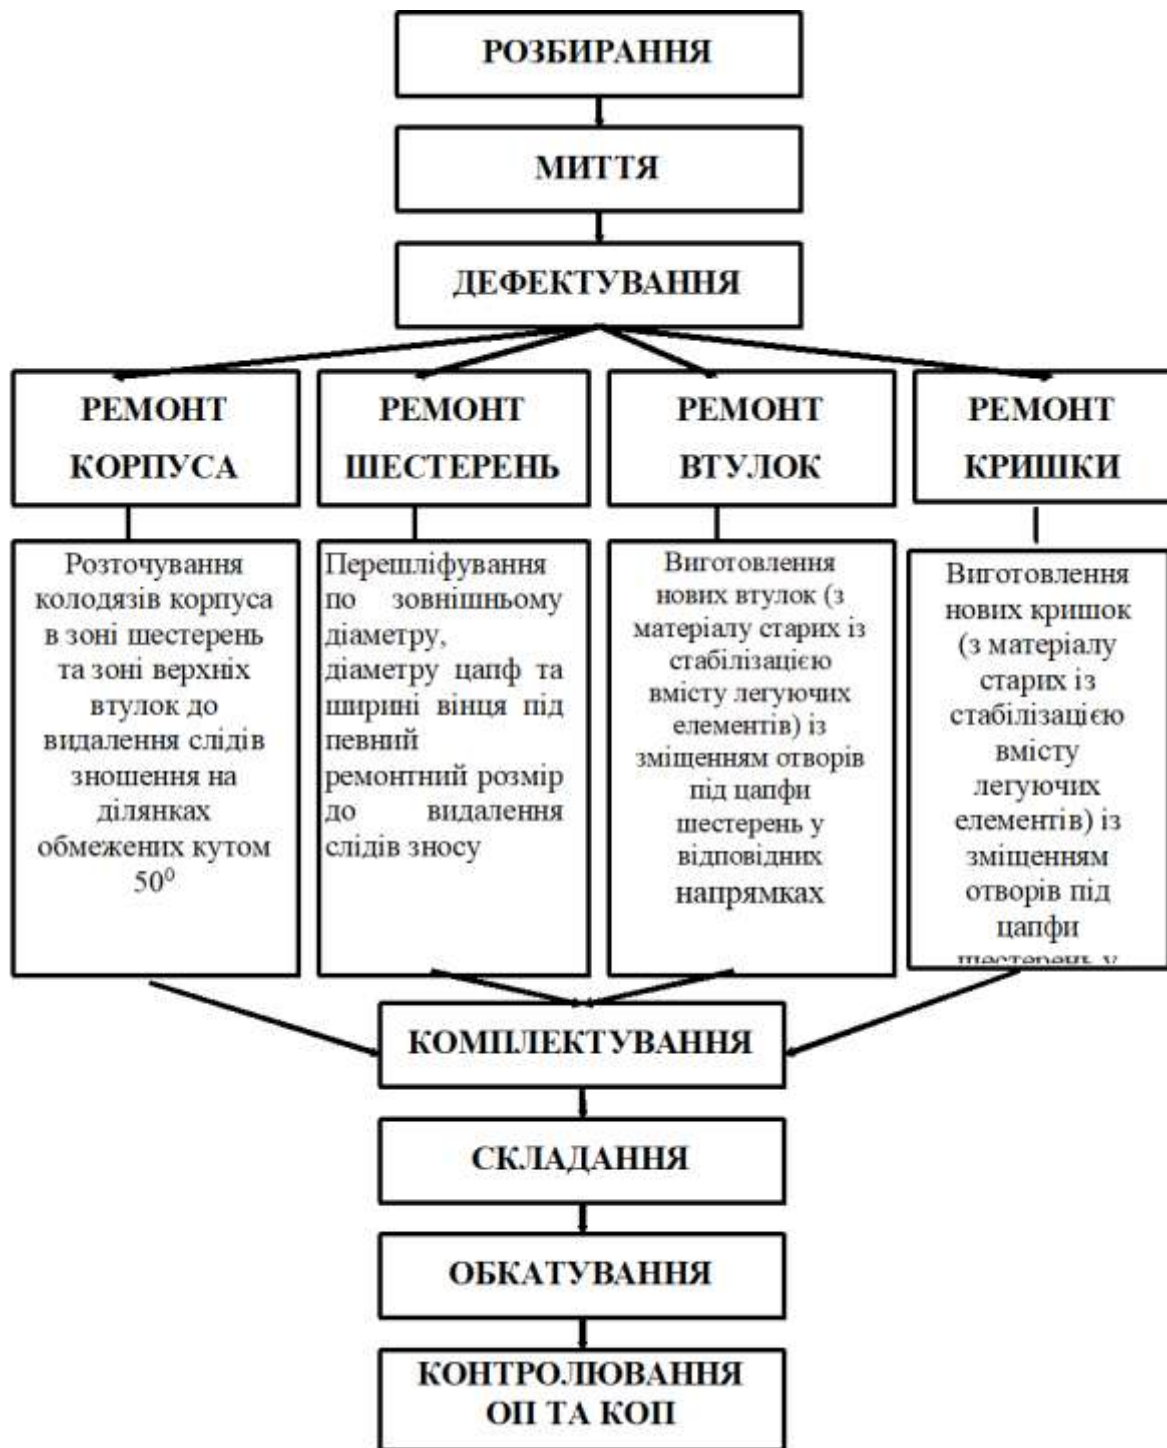 РОЗБИРАННЯ
МИТТЯ
ДЕФЕКТУВАННЯ
РЕМОНТ
КОРПУСА
РЕМОНТ
ШЕСТЕРЕНЬ
РЕМОНТ
ВТУЛОК
РЕМОНТ
КРИШКИ
Розточування
колодязів корпуса
в зоні шестерень
та зоні верхніх
втулок до
видалення слідів
зношення на
ділянках
обмежених кутом
50⁰
Перешліфування
по зовнішньому
діаметру,
діаметру цапф та
ширині вінця під
певний
ремонтний розмір
до видалення
слідів зносу
Виготовлення
нових втулок (з
матеріалу старих із
стабілізацією
вмісту легуючих
елементів) із
зміщенням отворів
під цапфи
шестерень у
відповідних
напрямках
Виготовлення
нових кришок
(з матеріалу
старих із
стабілізацією
вмісту
легуючих
елементів) із
зміщенням
отворів під
цапфи
шестерень у
КОМПЛЕКТУВАННЯ
СКЛАДАННЯ
ОБКАТУВАННЯ
КОНТРОЛЮВАННЯ
ОП ТА КОП